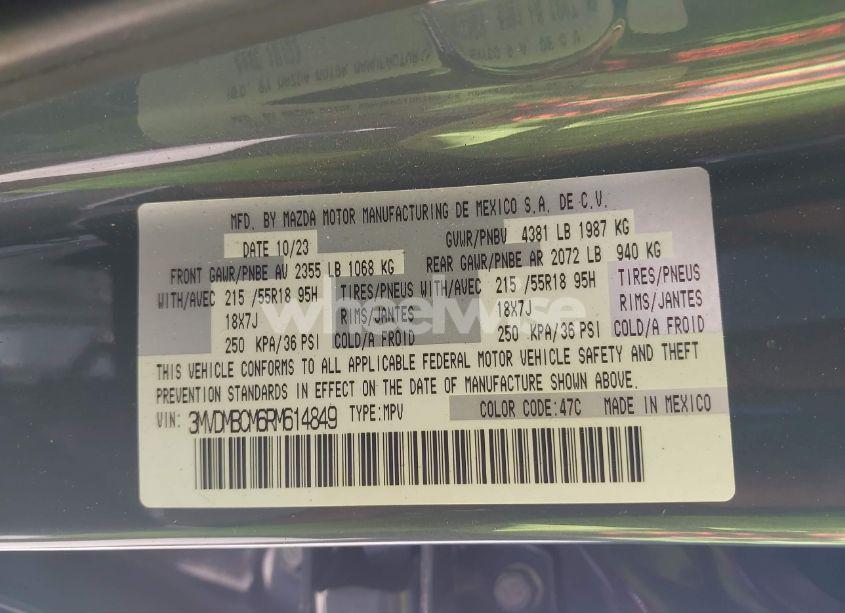 MFD. BY MAZDA MOTOR MANUFACTURING DE MEXICO S.A. DE C.V.
DATE 10/23 GVWR/PNBV 4381 LB 1987 KG
FRONT GAWR/PNBE AV 2355 LB 1068 KG REAR GAWR/PNBE AR 2072 LB 940 KG
WITH/AVEC 215 /55R18 95H TIRES/PNEUS WITH/AVEC 215 /55R18 95H TIRES/PNEUS
18X7J RIMS/JANTES 18X7J RIMS/JANTES
250 KPA/36 PSI COLD/A FROID 250 KPA/36 PSI COLD/A FROID
wheelwise
THIS VEHICLE CONFORMS TO ALL APPLICABLE FEDERAL MOTOR VEHICLE SAFETY AND THEFT
PREVENTION STANDARDS IN EFFECT ON THE DATE OF MANUFACTURE SHOWN ABOVE.
VIN: 3MVDMBCM6RM614849 TYPE:MPV COLOR CODE:47C MADE IN MEXICO